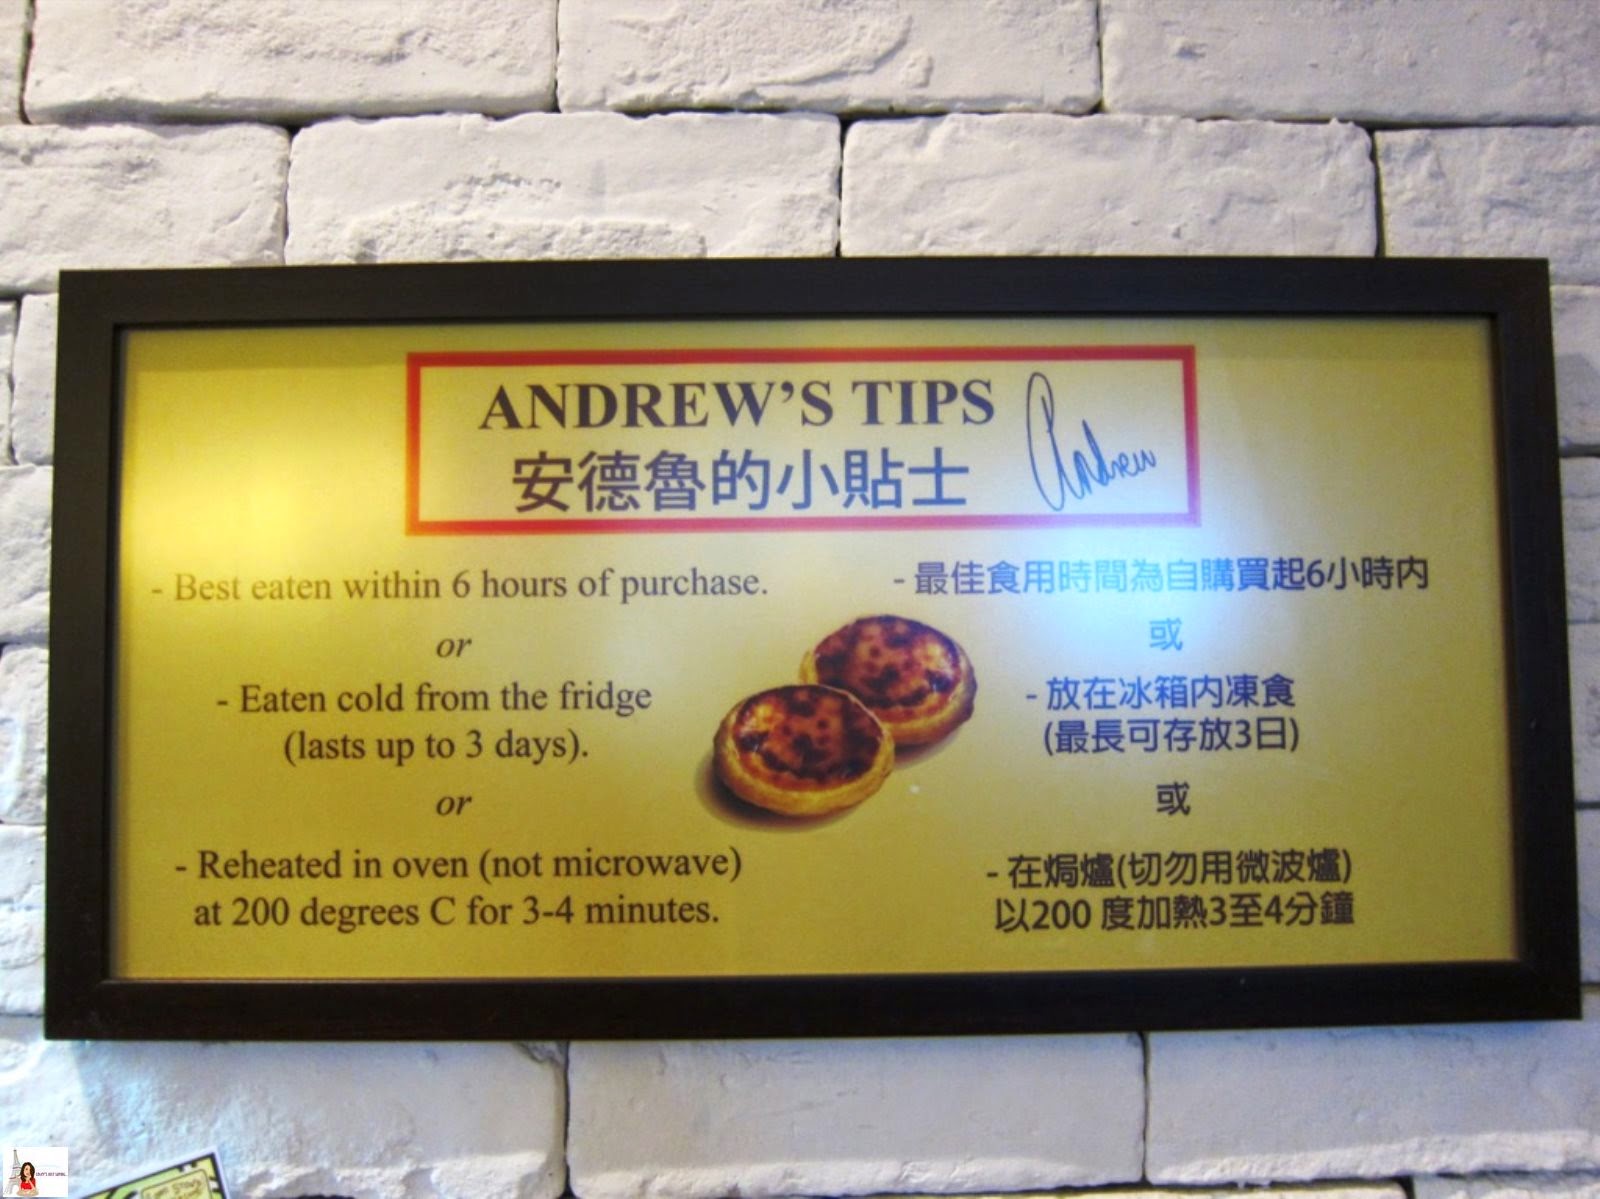 ANDREW'S TIPS
安德魯的小貼士
Andrew
- Best eaten within 6 hours of purchase.
or
- Eaten cold from the fridge
(lasts up to 3 days).
or
- Reheated in oven (not microwave)
at 200 degrees C for 3-4 minutes.
- 最佳食用時間為自購買起6小時內
或
- 放在冰箱內凍食
(最長可存放3日)
或
- 在焗爐(切勿用微波爐)
以200 度加熱3至4分鐘